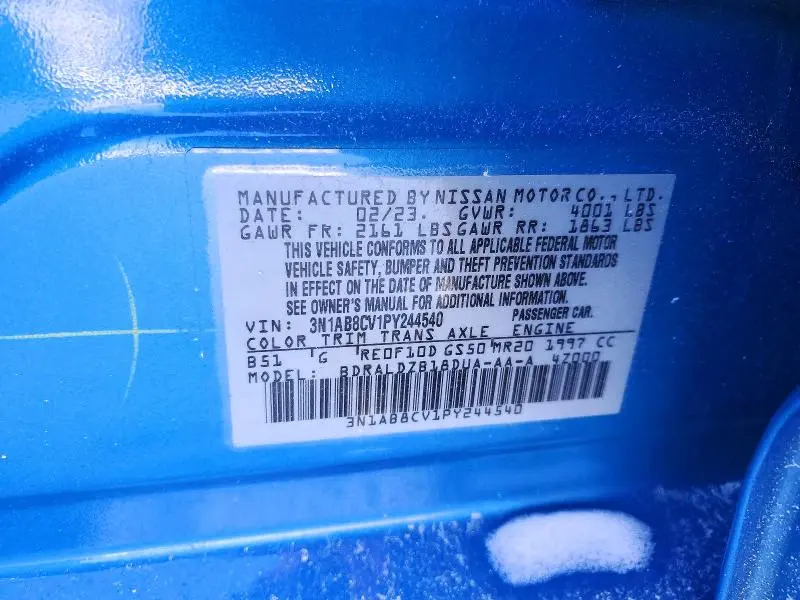 MANUFACTURED BY NISSAN MOTOR CO., LTD.
DATE: 02/23. GVWR: 4001 LBS
GAWR FR: 2161 LBS GAWR RR: 1863 LBS
THIS VEHICLE CONFORMS TO ALL APPLICABLE FEDERAL MOTOR
VEHICLE SAFETY, BUMPER AND THEFT PREVENTION STANDARDS
IN EFFECT ON THE DATE OF MANUFACTURE SHOWN ABOVE.
SEE OWNER'S MANUAL FOR ADDITIONAL INFORMATION.
VIN: 3N1AB8CV1PY244540 PASSENGER CAR.
COLOR TRIM TRANS AXLE ENGINE
B51 G RE0F10D GS50 MR20 1997 CC
MODEL: BDRALDZB18DUA-AA-A 47000
3N1AB8CV1PY244540